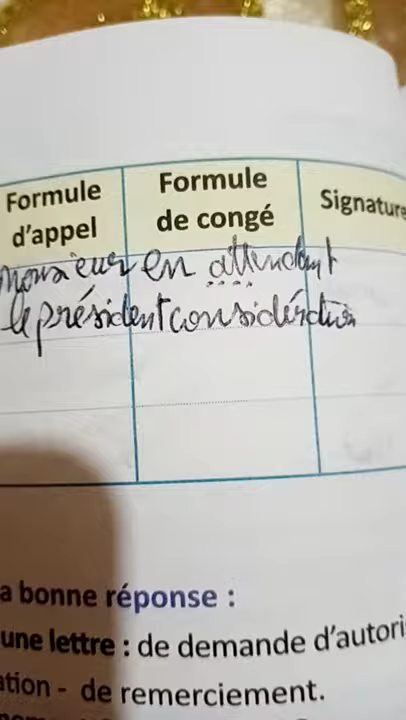 Formule d'appel
Formule de congé
Signature
Monsieur en attendant
le président considération
a bonne réponse :
une lettre : de demande d'autori
ation - de remerciement.